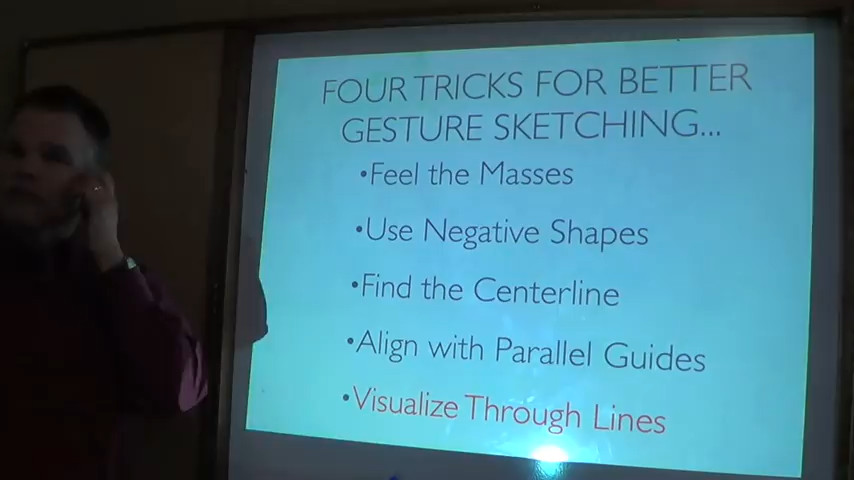 FOUR TRICKS FOR BETTER
GESTURE SKETCHING...
•Feel the Masses
•Use Negative Shapes
•Find the Centerline
•Align with Parallel Guides
•Visualize Through Lines